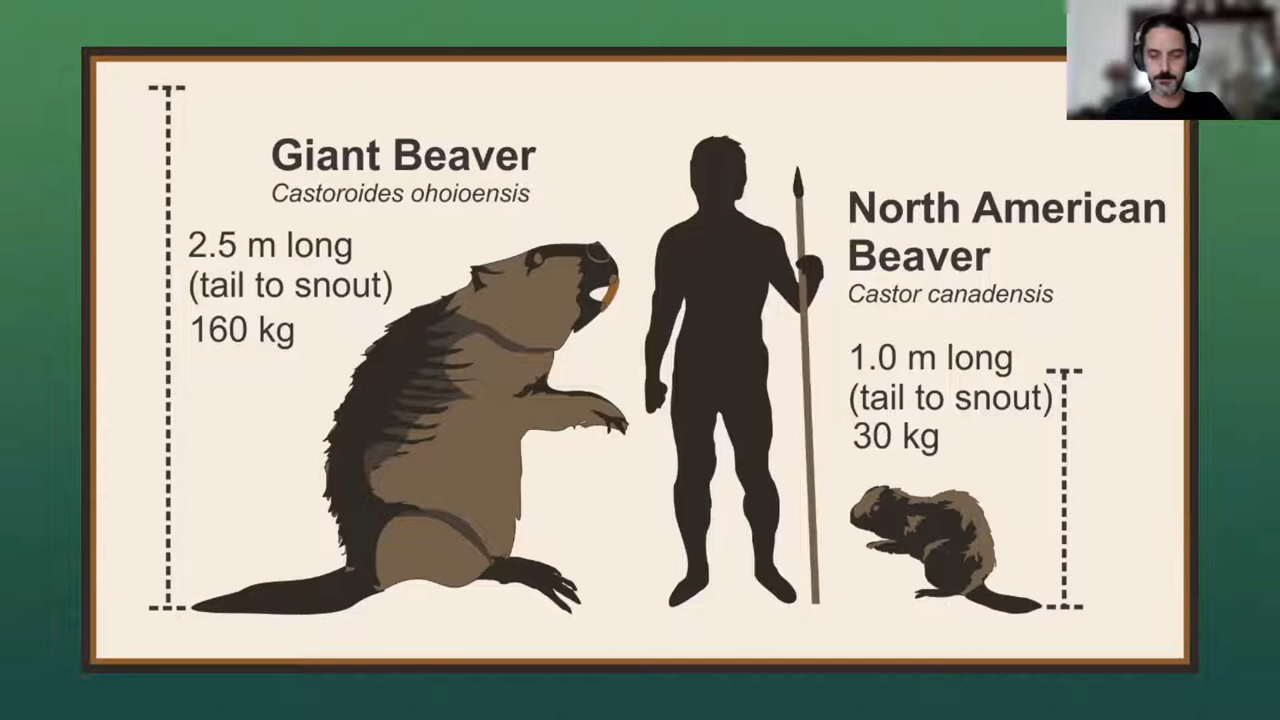 Giant Beaver
Castoroides ohoioensis
2.5 m long
(tail to snout)
160 kg
North American
Beaver
Castor canadensis
1.0 m long
(tail to snout)
30 kg